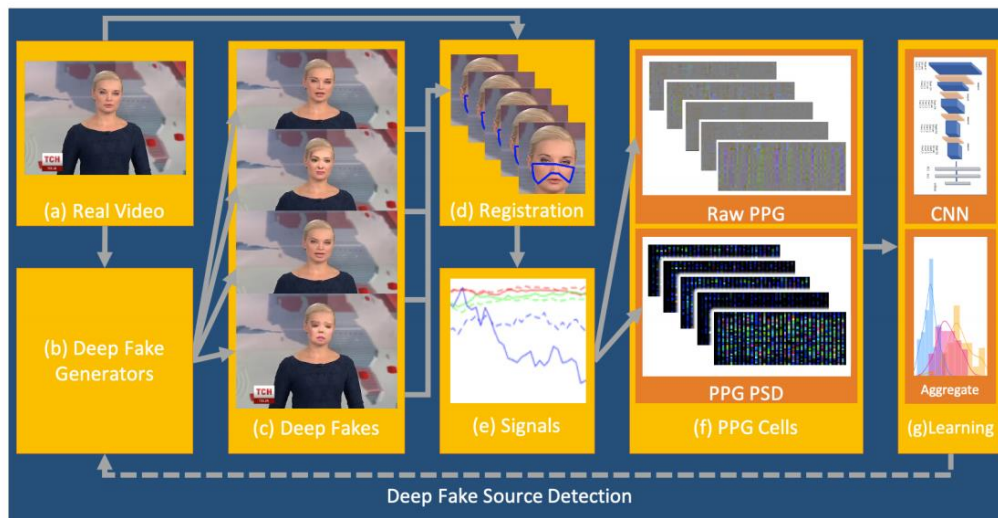 TCH
(a) Real Video
(b) Deep Fake
Generators
TCH
(c) Deep Fakes
(d) Registration
(e) Signals
Raw PPG
PPG PSD
(f) PPG Cells
CNN
Aggregate
(g)Learning
Deep Fake Source Detection